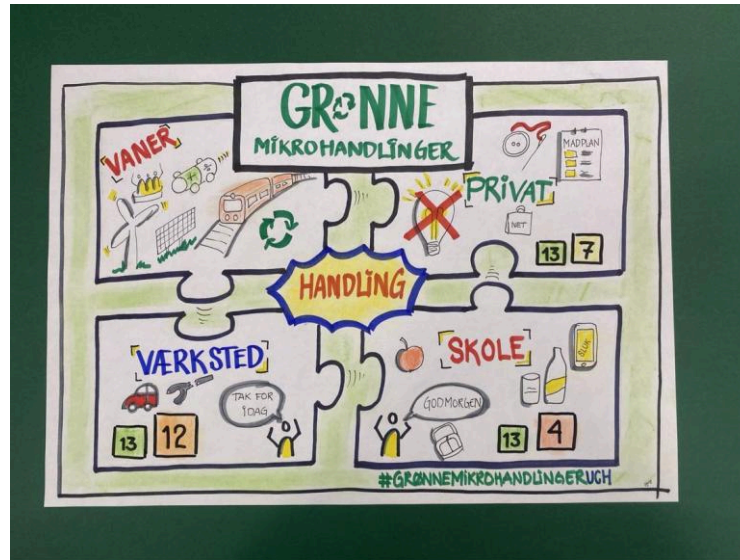 GRØNNE
MIKROHANDLINGER
VANER
PRIVAT
MADPLAN
NET
13 7
HANDLING
VÆRKSTED
TAK FOR
IDAG
13 12
SKOLE
SLUK
GODMORGEN
13 4
#GRØNNEMIKROHANDLINGERUCH